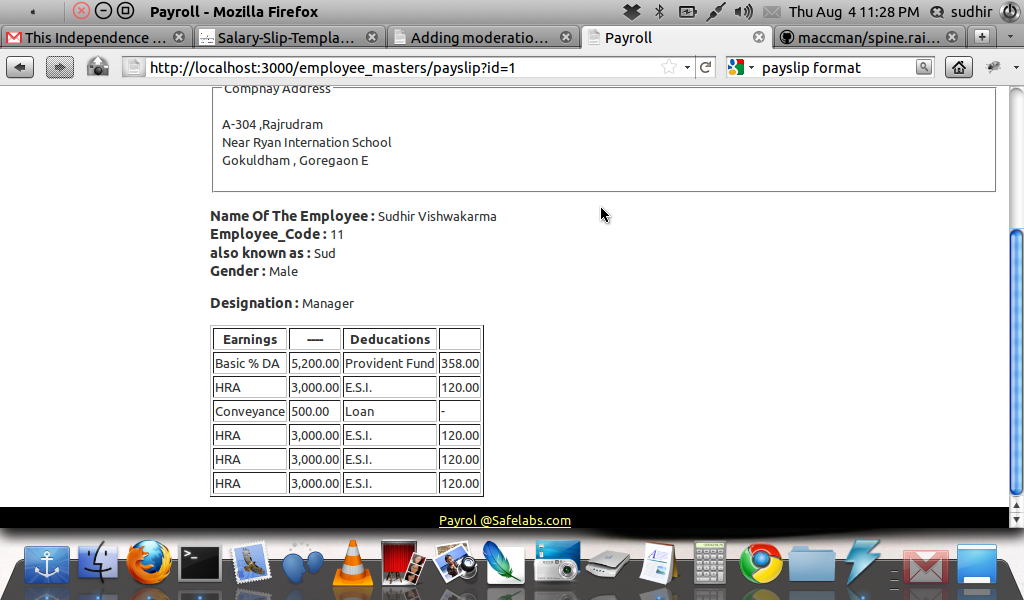 Payroll - Mozilla Firefox
Thu Aug 4 11:28 PM
sudhir
This Independence ...
Salary-Slip-Templa...
Adding moderatio...
Payroll
maccman/spine.rai...
http://localhost:3000/employee_masters/payslip?id=1
payslip format
Compnay Address
A-304 ,Rajrudram
Near Ryan Internation School
Gokuldham , Goregaon E
Name Of The Employee : Sudhir Vishwakarma
Employee_Code : 11
also known as : Sud
Gender : Male
Designation : Manager
Earnings ---- Deducations
Basic % DA 5,200.00 Provident Fund 358.00
HRA 3,000.00 E.S.I. 120.00
Conveyance 500.00 Loan -
HRA 3,000.00 E.S.I. 120.00
HRA 3,000.00 E.S.I. 120.00
HRA 3,000.00 E.S.I. 120.00
Payrol @Safelabs.com